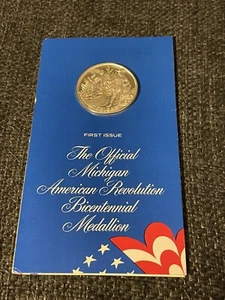 FIRST ISSUE
The Official
Michigan
American Revolution
Bicentennial
Medallion